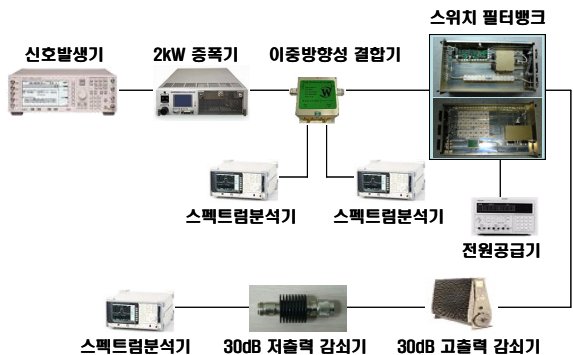 스위치 필터뱅크
신호발생기
2kW 증폭기
이중방향성 결합기
스펙트럼분석기
스펙트럼분석기
전원공급기
스펙트럼분석기
30dB 저출력 감쇠기
30dB 고출력 감쇠기